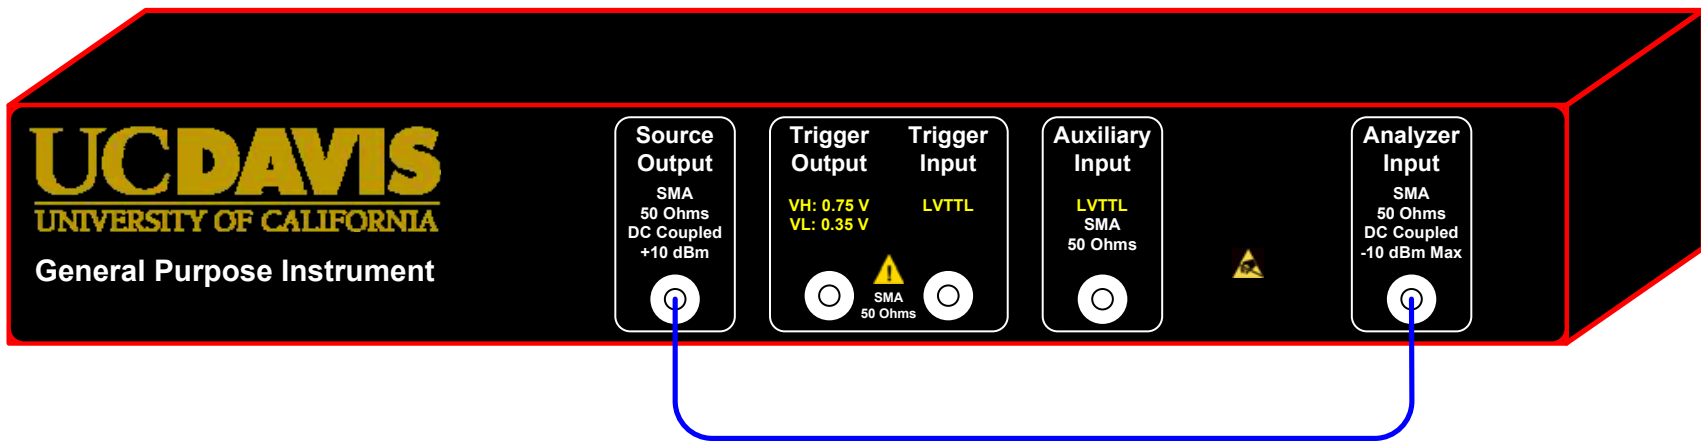 UCDAVIS
UNIVERSITY OF CALIFORNIA
General Purpose Instrument
Source
Output
SMA
50 Ohms
DC Coupled
+10 dBm
Trigger
Output
VH: 0.75 V
VL: 0.35 V
Trigger
Input
LVTTL
SMA
50 Ohms
Auxiliary
Input
LVTTL
SMA
50 Ohms
Analyzer
Input
SMA
50 Ohms
DC Coupled
-10 dBm Max